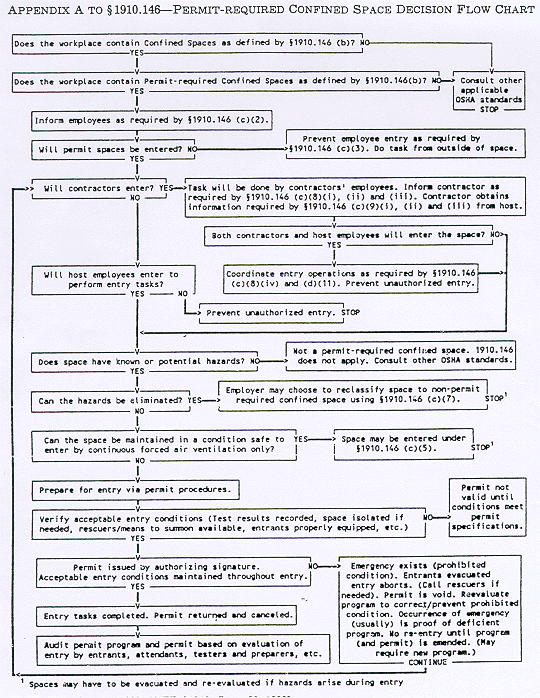 APPENDIX A TO §1910.146—PERMIT-REQUIRED CONFINED SPACE DECISION FLOW CHART
Does the workplace contain Confined Spaces as defined by §1910.146 (b)? NO
YES
Does the workplace contain Permit-required Confined Spaces as defined by §1910.146(b)? NO
YES
Consult other
applicable
OSHA standards
STOP
Inform employees as required by §1910.146 (c)(2).
Will permit spaces be entered? NO
YES
Prevent employee entry as required by
§1910.146 (c)(3). Do task from outside of space.
Will contractors enter? YES
NO
Task will be done by contractors' employees. Inform contractor as
required by §1910.146 (c)(8)(i), (ii) and (iii). Contractor obtains
information required by §1910.146 (c)(9)(i), (ii) and (iii) from host.
Both contractors and host employees will enter the space? NO
YES
Will host employees enter to
perform entry tasks?
YES NO
Coordinate entry operations as required by §1910.146
(c)(8)(iv) and (d)(11). Prevent unauthorized entry.
Prevent unauthorized entry. STOP
Does space have known or potential hazards? NO
YES
Not a permit-required confined space. 1910.146
does not apply. Consult other OSHA standards.
Can the hazards be eliminated? YES
NO
Employer may choose to reclassify space to non-permit
required confined space using §1910.146 (c)(7). STOP¹
Can the space be maintained in a condition safe to YES
enter by continuous forced air ventilation only?
NO
Space may be entered under
§1910.146 (c)(5). STOP¹
Prepare for entry via permit procedures.
Verify acceptable entry conditions (Test results recorded, space isolated if NO
needed, rescuers/means to summon available, entrants properly equipped, etc.)
YES
Permit not
valid until
conditions meet
permit
specifications.
Permit issued by authorizing signature. NO
Acceptable entry conditions maintained throughout entry.
YES
Emergency exists (prohibited
condition). Entrants evacuated
entry aborts. (Call rescuers if
needed). Permit is void. Reevaluate
program to correct/prevent prohibited
condition. Occurrence of emergency
(usually) is proof of deficient
program. No re-entry until program
(and permit) is amended. (May
require new program.)
CONTINUE
Entry tasks completed. Permit returned and canceled.
Audit permit program and permit based on evaluation of
entry by entrants, attendants, testers and preparers, etc.
¹ Spaces may have to be evacuated and re-evaluated if hazards arise during entry